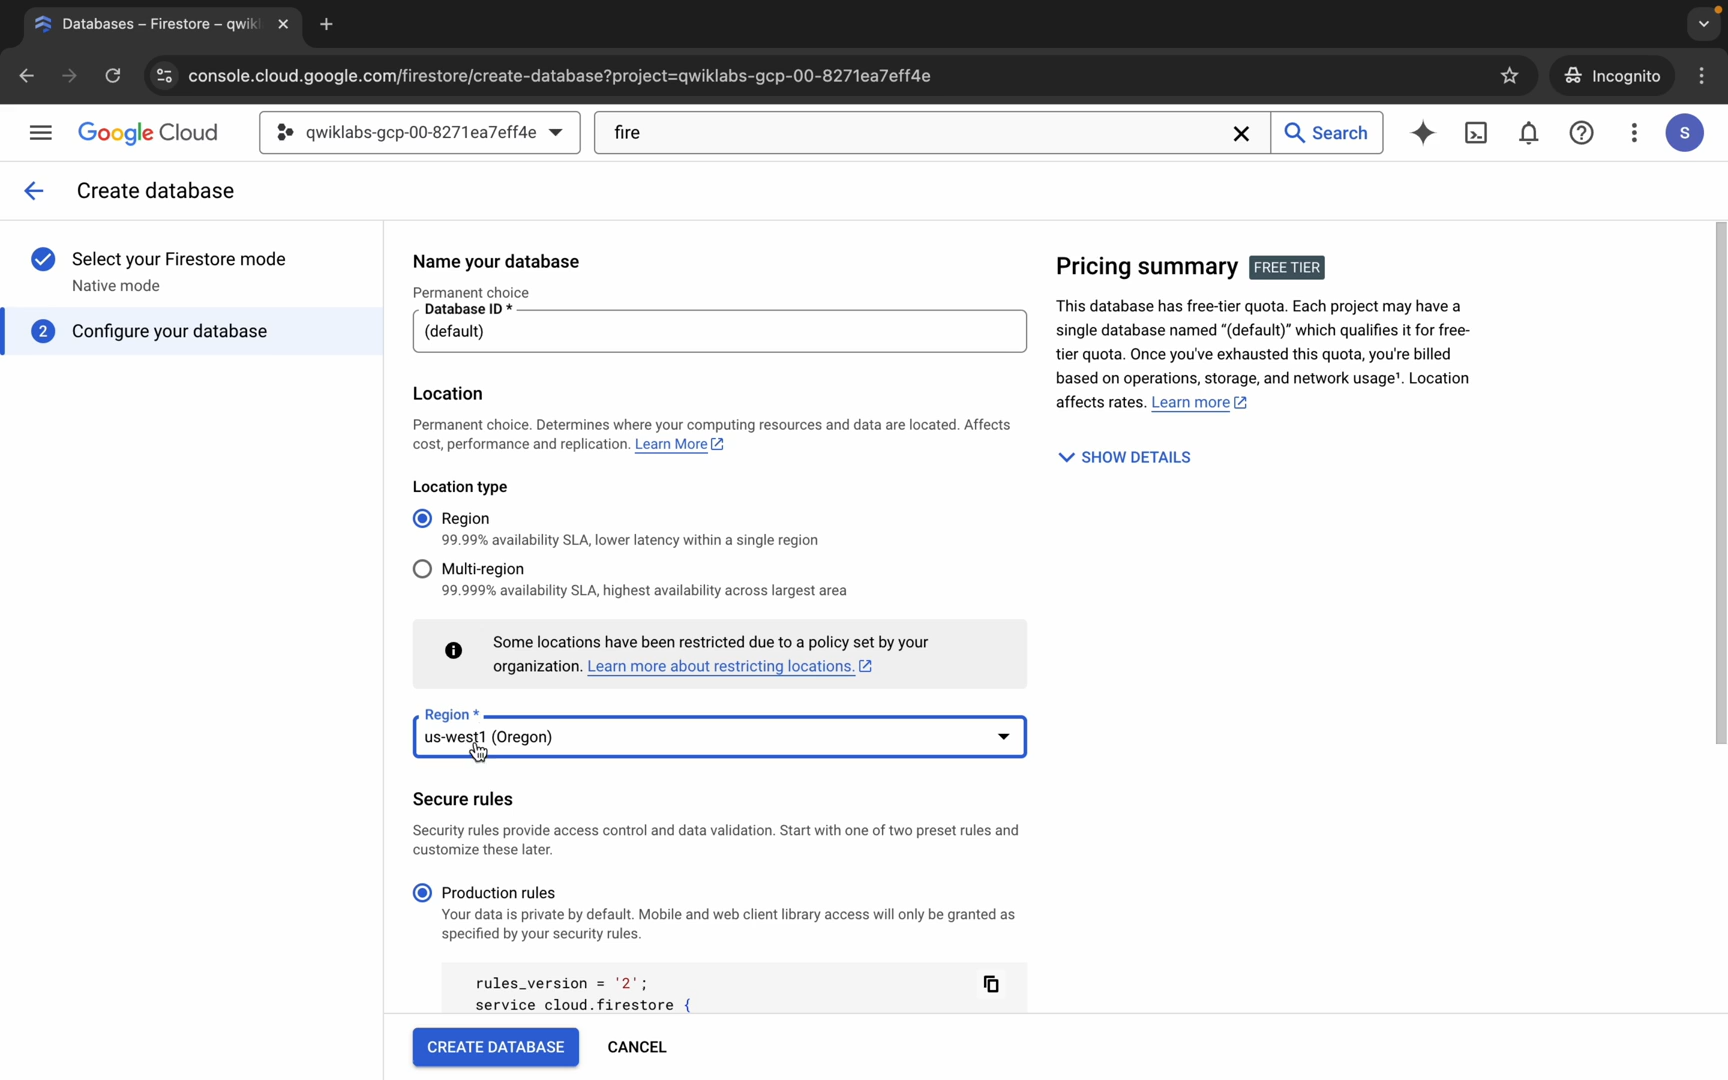 Databases – Firestore – qwikl
console.cloud.google.com/firestore/create-database?project=qwiklabs-gcp-00-8271ea7eff4e
Incognito
Google Cloud
qwiklabs-gcp-00-8271ea7eff4e
fire
Search
S
Create database
Select your Firestore mode
Native mode
2
Configure your database
Name your database
Permanent choice
Database ID *
(default)
Location
Permanent choice. Determines where your computing resources and data are located. Affects
cost, performance and replication. Learn More
Location type
Region
99.99% availability SLA, lower latency within a single region
Multi-region
99.999% availability SLA, highest availability across largest area
Some locations have been restricted due to a policy set by your
organization. Learn more about restricting locations.
Region *
us-west1 (Oregon)
Secure rules
Security rules provide access control and data validation. Start with one of two preset rules and
customize these later.
Production rules
Your data is private by default. Mobile and web client library access will only be granted as
specified by your security rules.
rules_version = '2';
service cloud.firestore {
CREATE DATABASE
CANCEL
Pricing summary
FREE TIER
This database has free-tier quota. Each project may have a
single database named “(default)” which qualifies it for free-
tier quota. Once you've exhausted this quota, you're billed
based on operations, storage, and network usage¹. Location
affects rates. Learn more
SHOW DETAILS